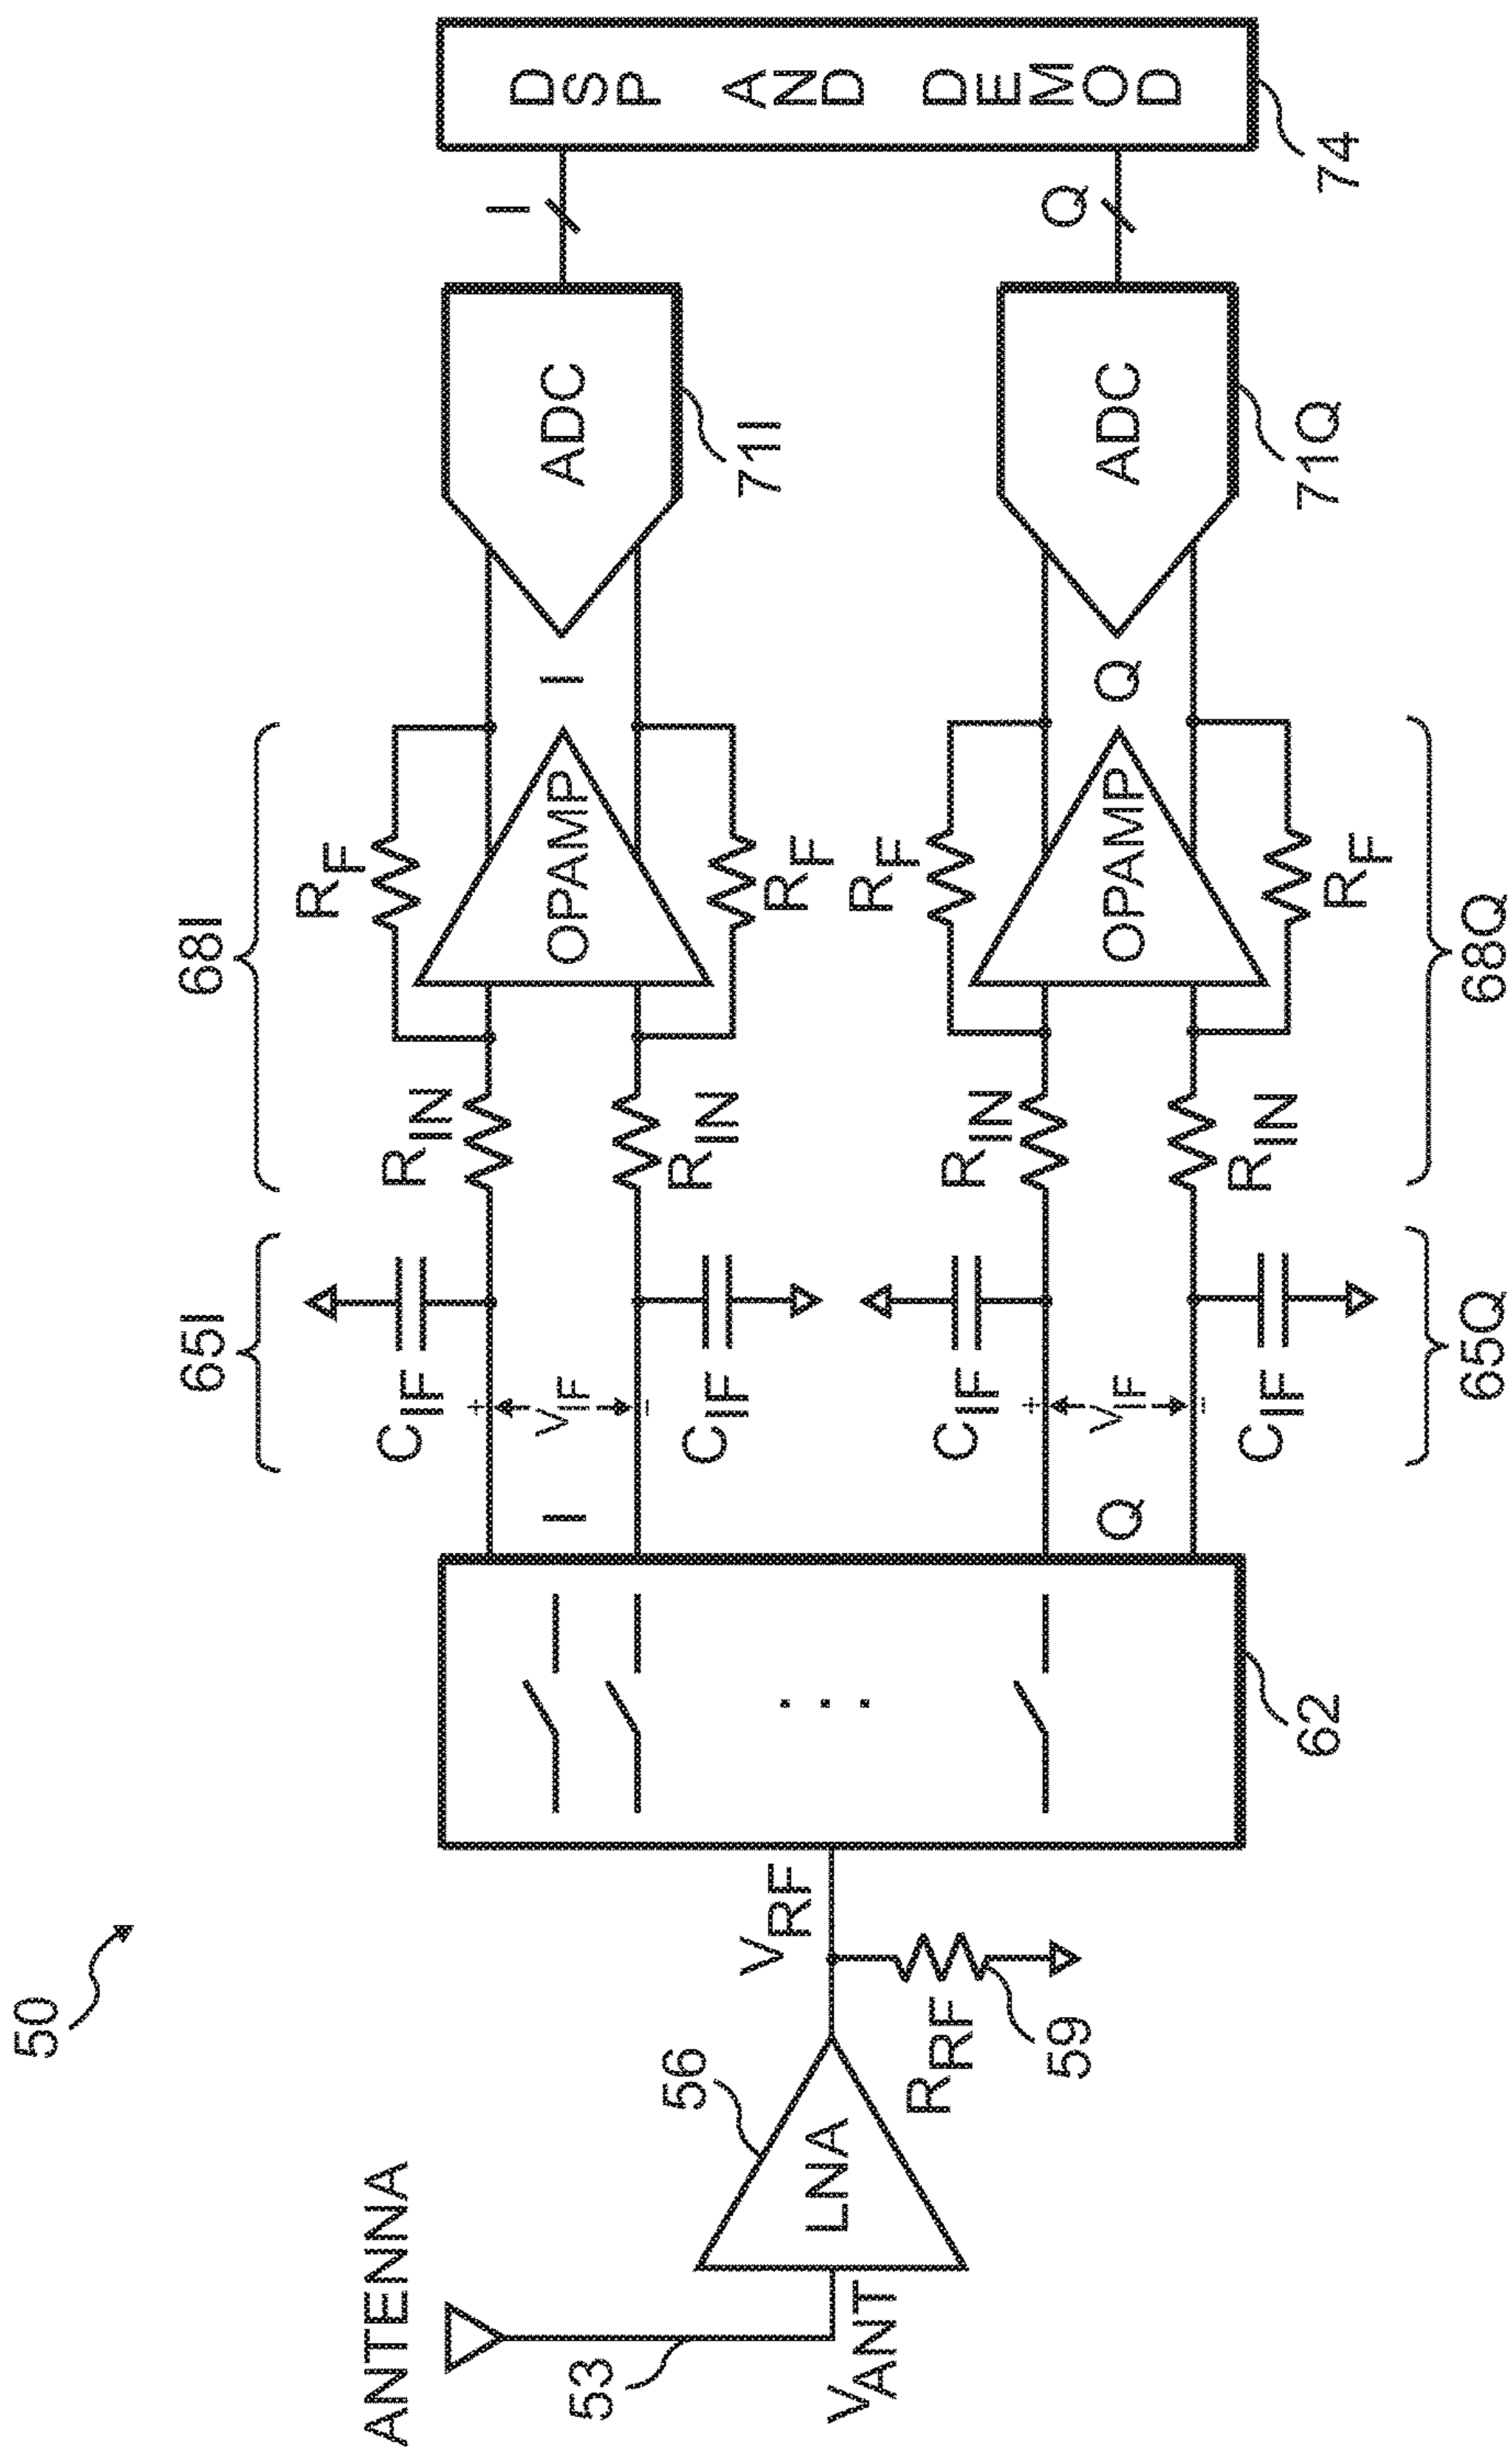 50
ANTENNA
53
VANT
LNA
56
VRF
RRF
59
62
I
Q
65I
CIF
+
VIF
-
CIF
65Q
CIF
+
VIF
-
CIF
68I
RIN
RIN
RF
OPAMP
RF
68Q
RIN
RIN
RF
OPAMP
RF
I
Q
ADC
71I
ADC
71Q
I
Q
DSP AND DEMOD
74